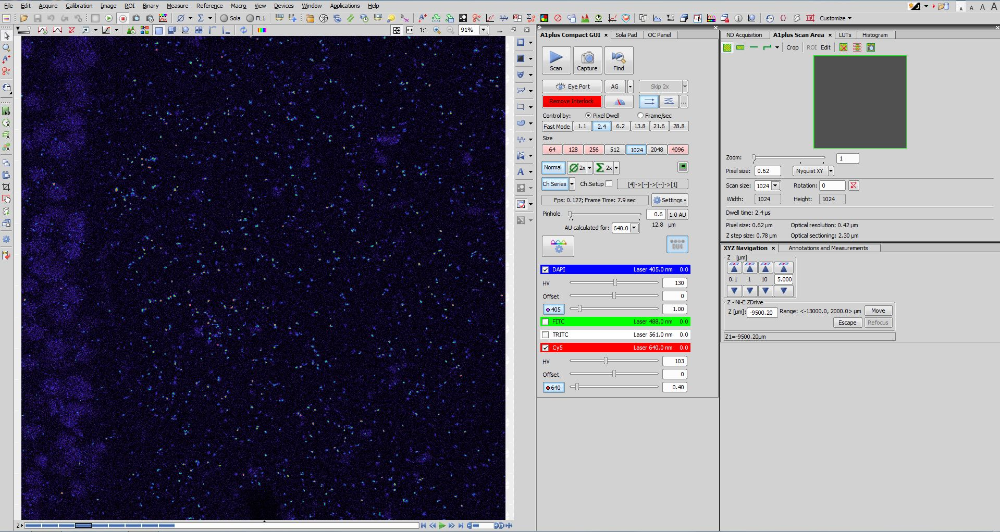 File Edit Acquire Calibration Image ROI Binary Measure Reference Macro View Devices Window Applications Help
Sola FL1 Customize
1:1 91%
A1plus Compact GUI Sola Pad OC Panel
Scan Capture Find
Eye Port AG Skip 2x
Remove Interlock ...
Control by: Pixel Dwell Frame/sec
Fast Mode 1.1 2.4 6.2 13.8 21.6 28.8
Size
64 128 256 512 1024 2048 4096
Normal 2x 2x
Ch Series Ch.Setup [4]->[--]->[--]->[1]
Fps: 0.127; Frame Time: 7.9 sec Settings
Pinhole 0.6 1.0 AU
12.8 µm
AU calculated for: 640.0
DU4
DAPI Laser 405.0 nm 0.0
HV 130
Offset 0
405 1.00
FITC Laser 488.0 nm 0.0
TRITC Laser 561.0 nm 0.0
Cy5 Laser 640.0 nm 0.0
HV 103
Offset 0
640 0.40
ND Acquisition A1plus Scan Area LUTs Histogram
Crop ROI Edit
Zoom: 1
Pixel size: 0.62 Nyquist XY
Scan size: 1024 Rotation: 0
Width: 1024 Height: 1024
Dwell time: 2.4 µs
Pixel size: 0.62 µm Optical resolution: 0.42 µm
Z step size: 0.78 µm Optical sectioning: 2.30 µm
XYZ Navigation Annotations and Measurements
Z [µm]
0.1 1 10 5.000
Z - Ni-E ZDrive
Z [µm]: -9500.20 Range: <-13000.0, 2000.0> µm Move
Escape Refocus
Z1=-9500.20µm
ND
Z